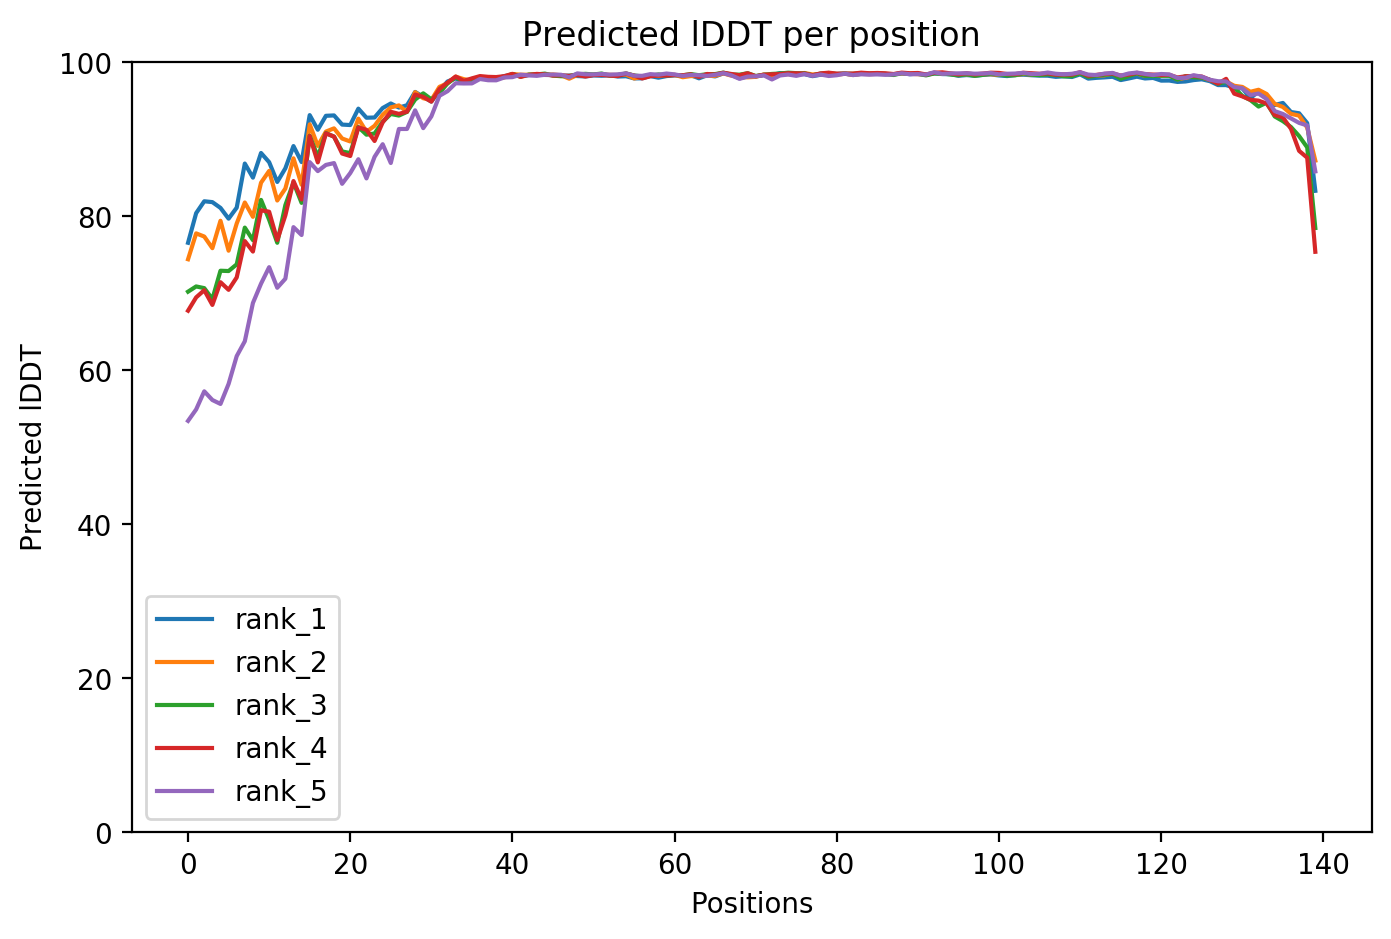 Predicted lDDT per position
100
80
60
40
20
0
Predicted lDDT
rank_1
rank_2
rank_3
rank_4
rank_5
0 20 40 60 80 100 120 140
Positions